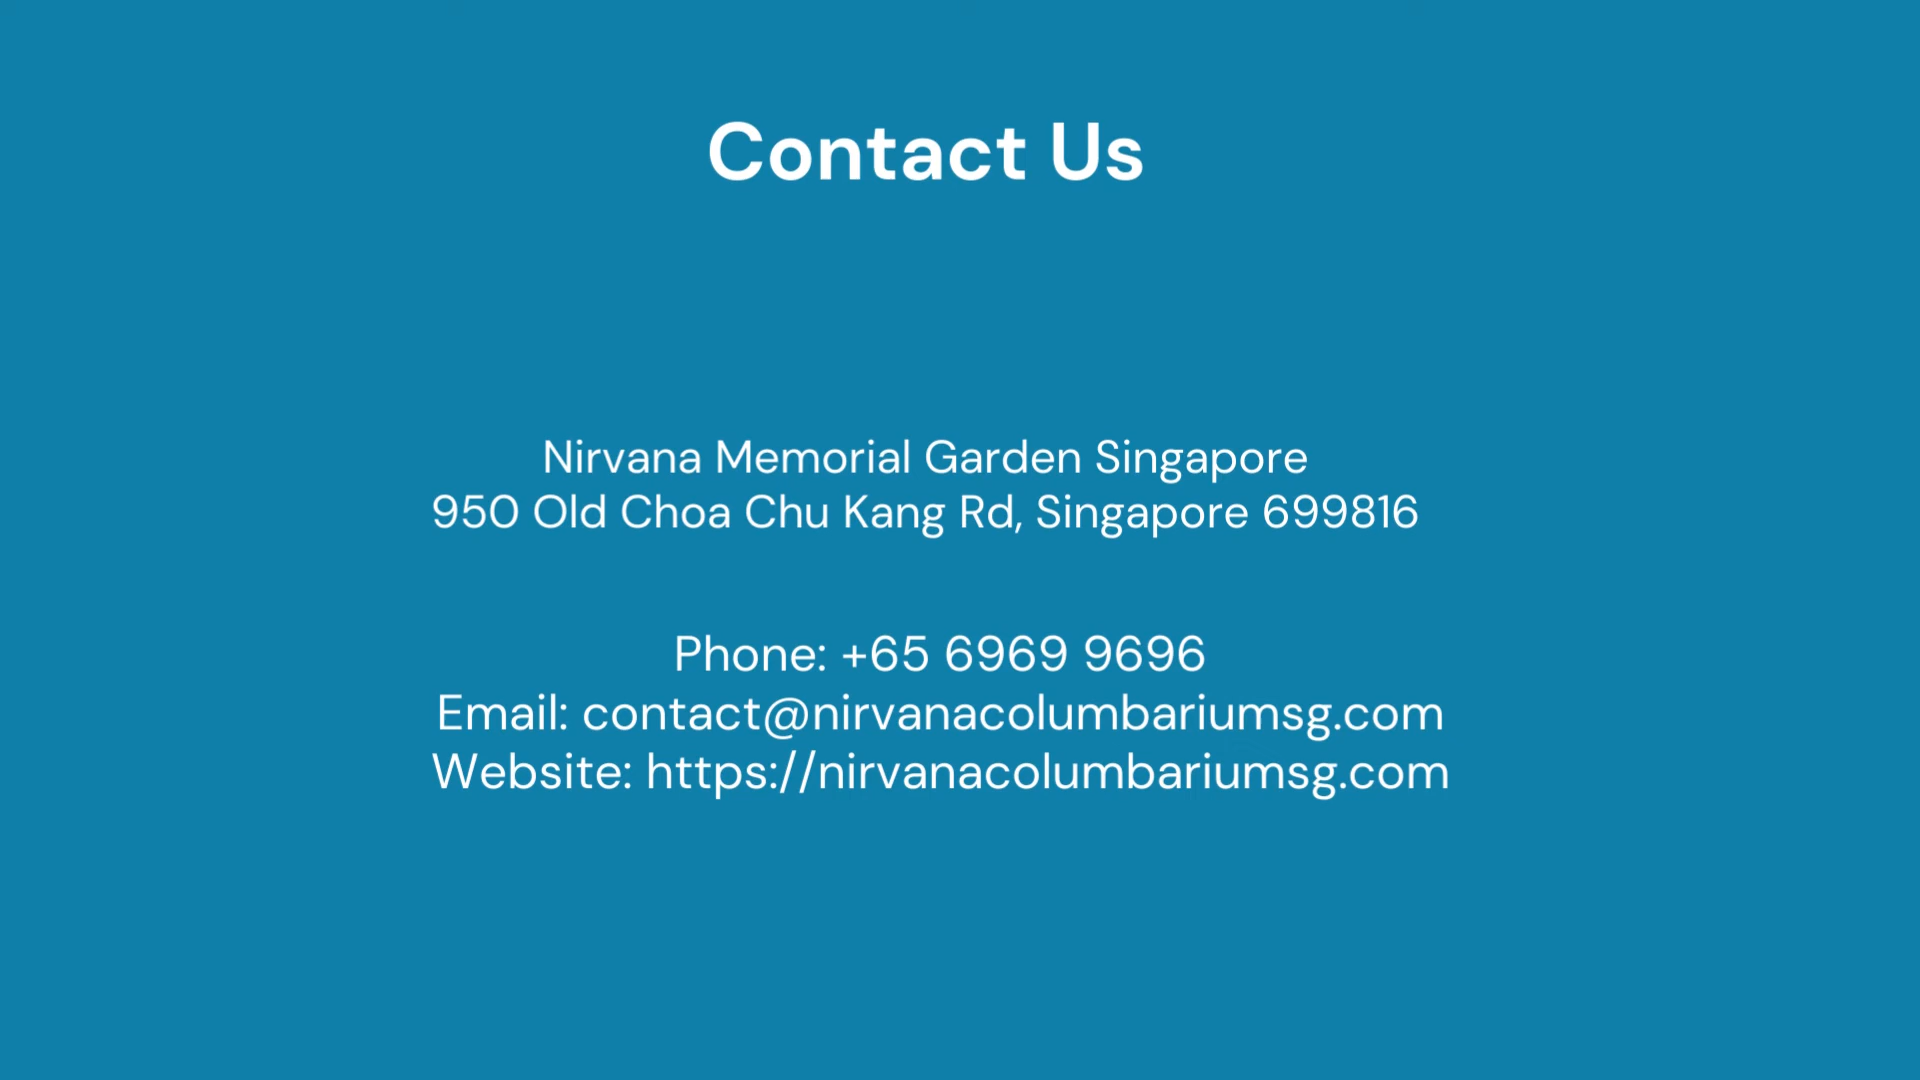 Contact Us
Nirvana Memorial Garden Singapore
950 Old Choa Chu Kang Rd, Singapore 699816
Phone: +65 6969 9696
Email: contact@nirvanacolumbariumsg.com
Website: https://nirvanacolumbariumsg.com